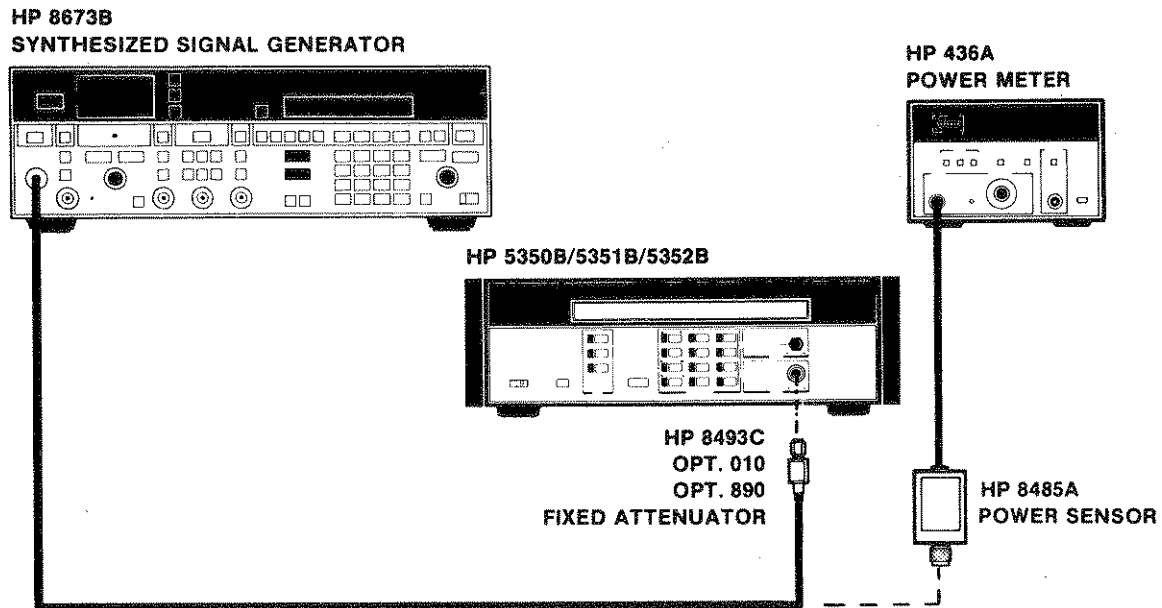 HP 8673B
SYNTHESIZED SIGNAL GENERATOR
HP 436A
POWER METER
HP 5350B/5351B/5352B
HP 8493C
OPT. 010
OPT. 890
FIXED ATTENUATOR
HP 8485A
POWER SENSOR